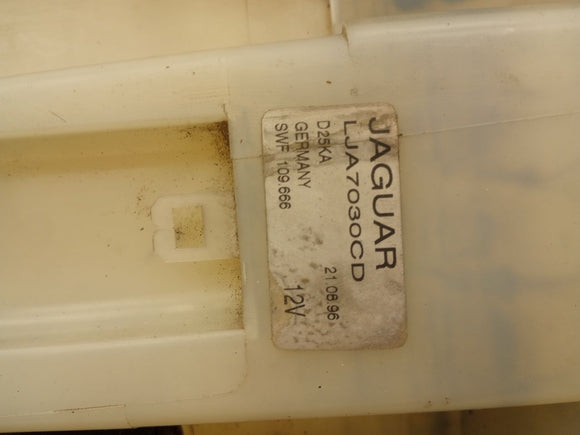 JAGUAR
LJA7030CD
D25KA 21 08 96
GERMANY
SWF 109.666 12V